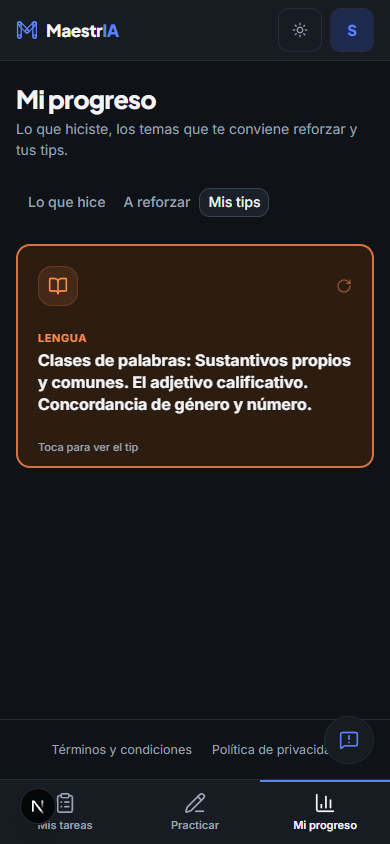 MaestrIA
S
Mi progreso
Lo que hiciste, los temas que te conviene reforzar y
tus tips.
Lo que hice
A reforzar
Mis tips
LENGUA
Clases de palabras: Sustantivos propios
y comunes. El adjetivo calificativo.
Concordancia de género y número.
Toca para ver el tip
Términos y condiciones
Política de privacida
N
Mis tareas
Practicar
Mi progreso